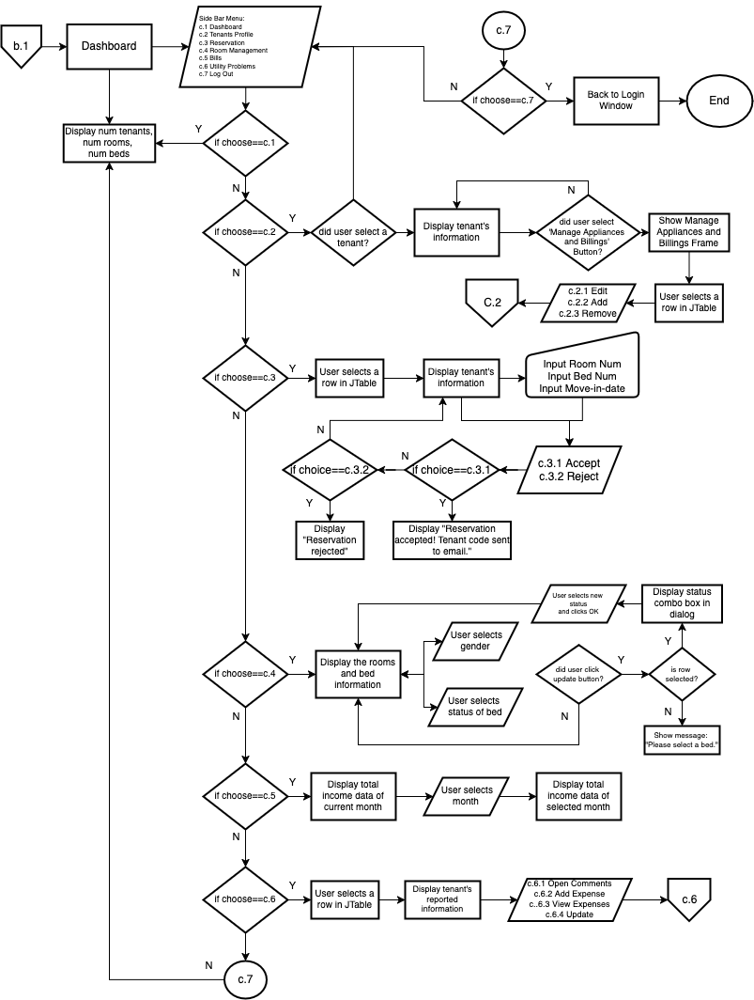 b.1
Dashboard
Side Bar Menu:
c.1 Dashboard
c.2 Tenants Profile
c.3 Reservation
c.4 Room Management
c.5 Bills
c.6 Utility Problems
c.7 Log Out
c.7
N
if choose==c.7
Y
Back to Login
Window
End
Display num tenants,
num rooms,
num beds
Y
if choose==c.1
N
if choose==c.2
Y
did user select a
tenant?
Display tenant's
information
N
did user select
'Manage Appliances
and Billings'
Button?
Show Manage
Appliances and
Billings Frame
N
C.2
c.2.1 Edit
c.2.2 Add
c.2.3 Remove
User selects a
row in JTable
if choose==c.3
Y
User selects a
row in JTable
Display tenant's
information
Input Room Num
Input Bed Num
Input Move-in-date
N
N
if choice==c.3.2
N
if choice==c.3.1
c.3.1 Accept
c.3.2 Reject
Y
Y
Display
"Reservation
rejected"
Display "Reservation
accepted! Tenant code sent
to email."
User selects new
status
and clicks OK
Display status
combo box in
dialog
if choose==c.4
Y
Display the rooms
and bed
information
User selects
gender
User selects
status of bed
did user click
update button?
Y
is row
selected?
Y
N
N
N
Show message:
"Please select a bed."
if choose==c.5
Y
Display total
income data of
current month
User selects
month
Display total
income data of
selected month
N
if choose==c.6
Y
User selects a
row in JTable
Display tenant's
reported
information
c.6.1 Open Comments
c.6.2 Add Expense
c..6.3 View Expenses
c.6.4 Update
c.6
N
c.7